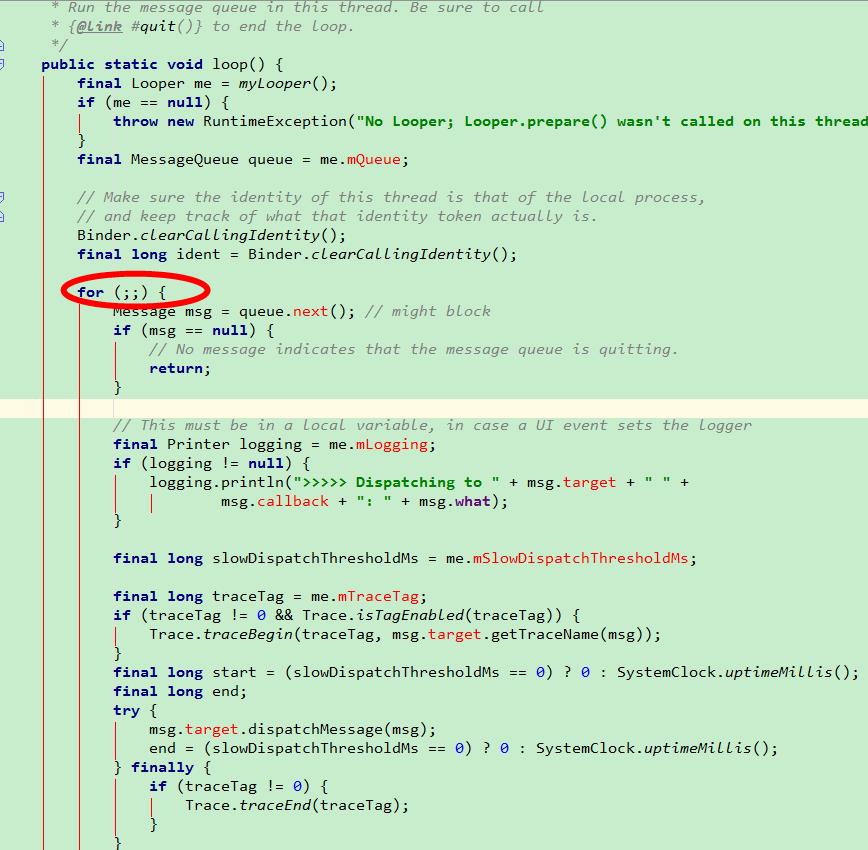 * Run the message queue in this thread. Be sure to call
* {@link #quit()} to end the loop.
*/
public static void loop() {
final Looper me = myLooper();
if (me == null) {
throw new RuntimeException("No Looper; Looper.prepare() wasn't called on this thread
}
final MessageQueue queue = me.mQueue;
// Make sure the identity of this thread is that of the local process,
// and keep track of what that identity token actually is.
Binder.clearCallingIdentity();
final long ident = Binder.clearCallingIdentity();
for (;;) {
Message msg = queue.next(); // might block
if (msg == null) {
// No message indicates that the message queue is quitting.
return;
}
// This must be in a local variable, in case a UI event sets the logger
final Printer logging = me.mLogging;
if (logging != null) {
logging.println(">>>>> Dispatching to " + msg.target + " " +
msg.callback + ": " + msg.what);
}
final long slowDispatchThresholdMs = me.mSlowDispatchThresholdMs;
final long traceTag = me.mTraceTag;
if (traceTag != 0 && Trace.isTagEnabled(traceTag)) {
Trace.traceBegin(traceTag, msg.target.getTraceName(msg));
}
final long start = (slowDispatchThresholdMs == 0) ? 0 : SystemClock.uptimeMillis();
final long end;
try {
msg.target.dispatchMessage(msg);
end = (slowDispatchThresholdMs == 0) ? 0 : SystemClock.uptimeMillis();
} finally {
if (traceTag != 0) {
Trace.traceEnd(traceTag);
}
}